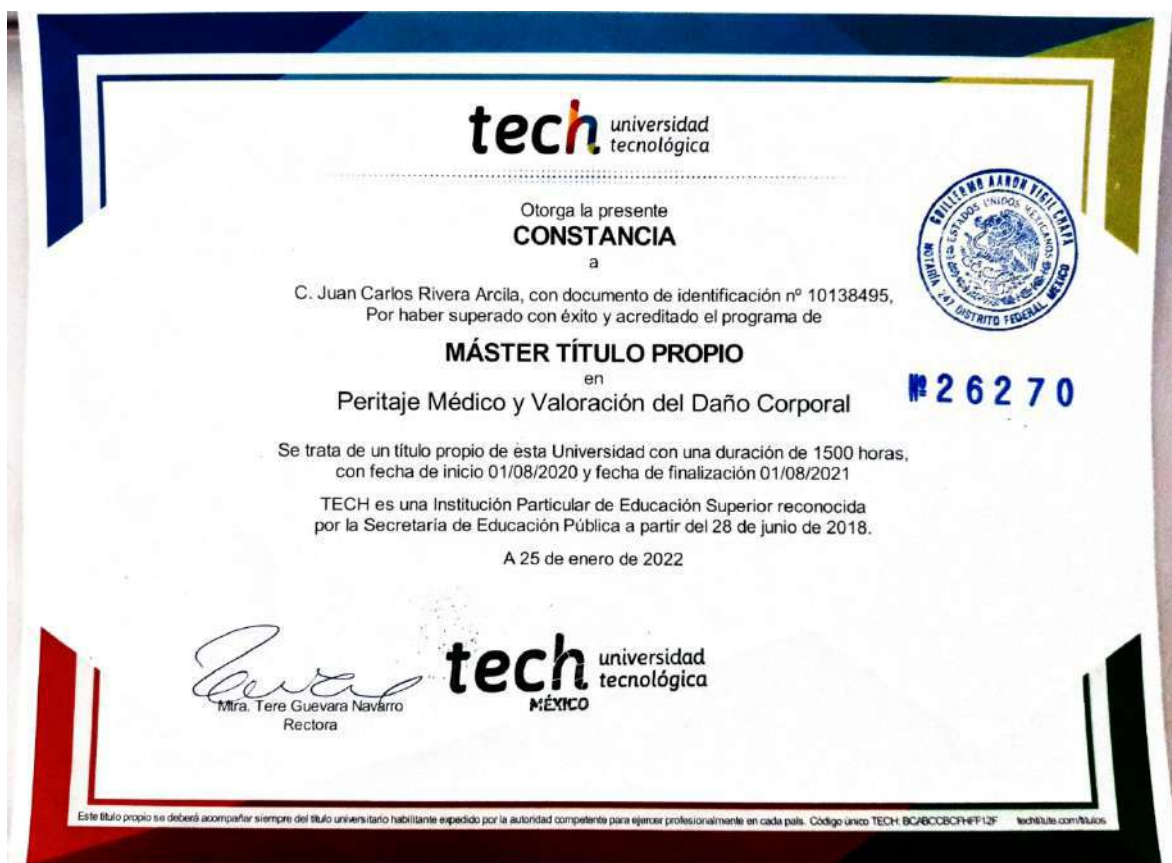 tech universidad
tecnológica
Otorga la presente
CONSTANCIA
a
C. Juan Carlos Rivera Arcila, con documento de identificación nº 10138495,
Por haber superado con éxito y acreditado el programa de
MÁSTER TÍTULO PROPIO
en
Peritaje Médico y Valoración del Daño Corporal
Se trata de un título propio de esta Universidad con una duración de 1500 horas,
con fecha de inicio 01/08/2020 y fecha de finalización 01/08/2021
TECH es una Institución Particular de Educación Superior reconocida
por la Secretaría de Educación Pública a partir del 28 de junio de 2018.
A 25 de enero de 2022
GUILLERMO AARON VIGIL CHAPA
ESTADOS UNIDOS MEXICANOS
NOTARÍA 247 DISTRITO FEDERAL, MEXICO
Nº 26270
Mtra. Tere Guevara Navarro
Rectora
tech universidad
tecnológica
MÉXICO
Este título propio se deberá acompañar siempre del título universitario habilitante expedido por la autoridad competente para ejercer profesionalmente en cada país. Código único TECH: techtitute.com/titulos